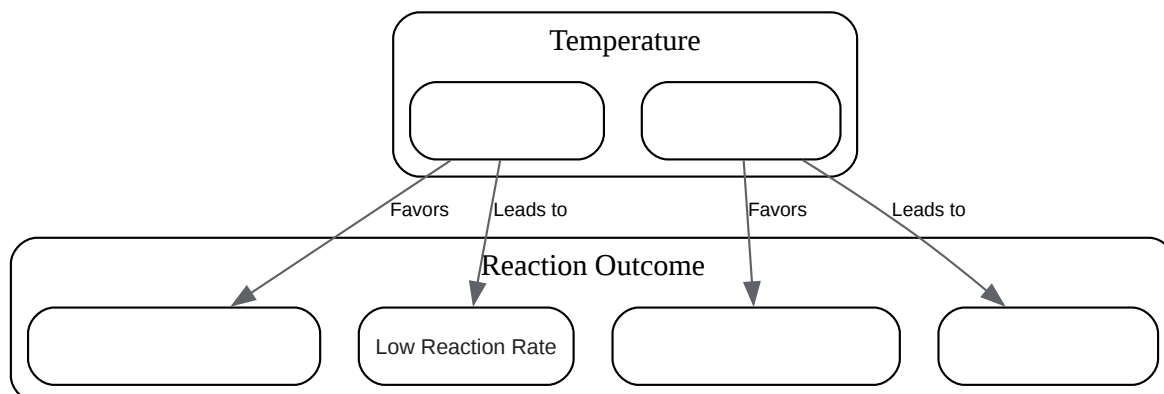 Temperature
Favors
Leads to
Favors
Leads to
Reaction Outcome
Low Reaction Rate